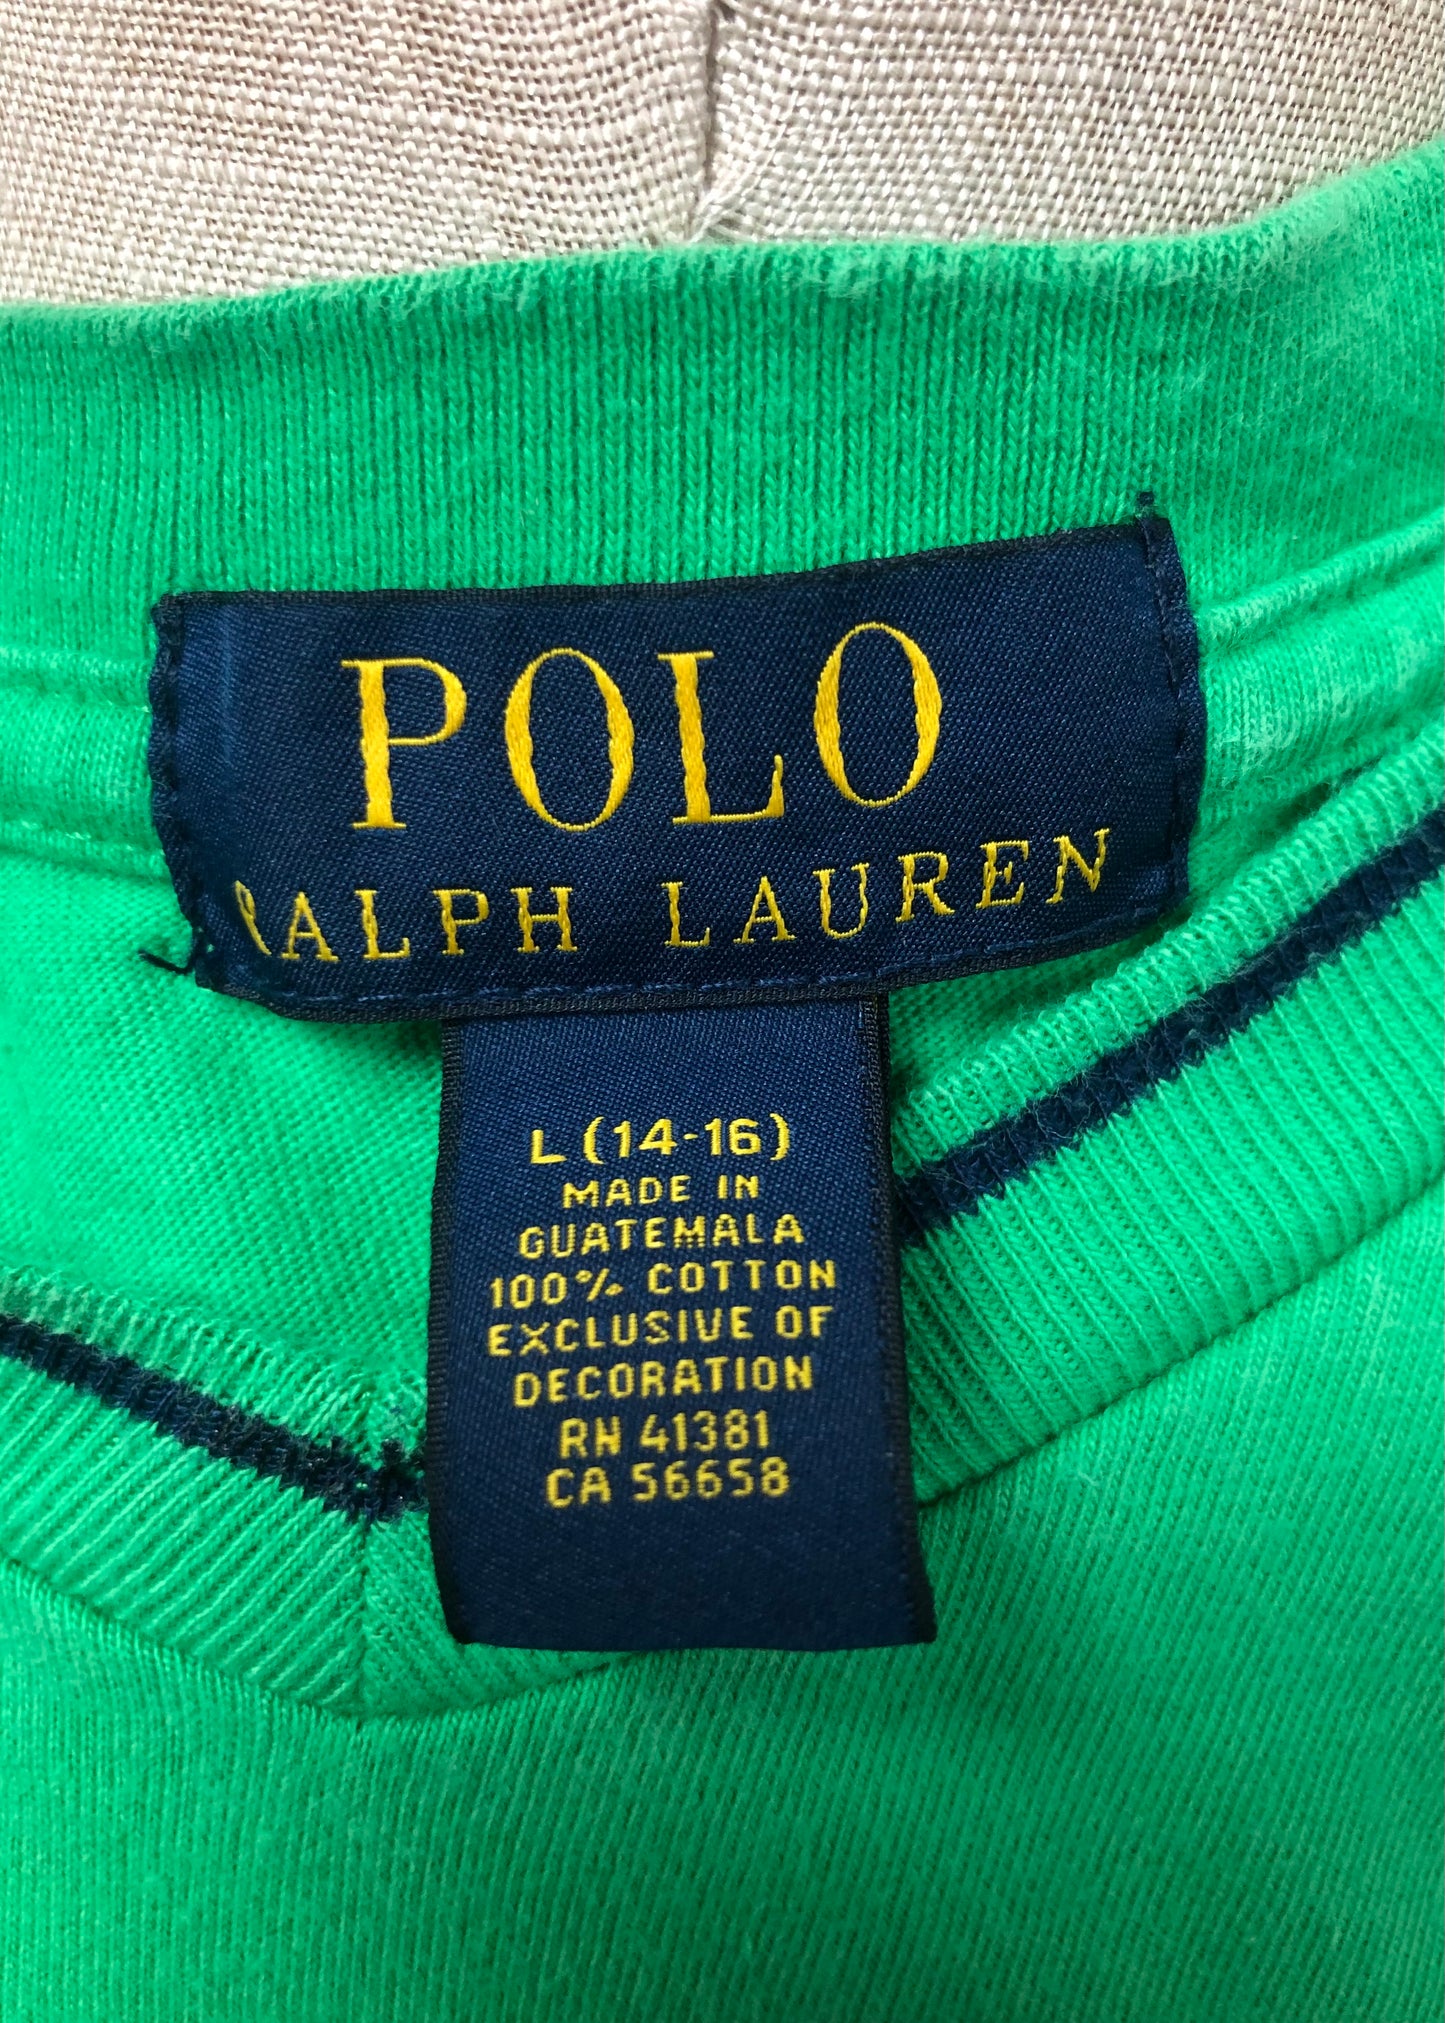 POLO
RALPH LAUREN
L (14-16)
MADE IN
GUATEMALA
100% COTTON
EXCLUSIVE OF
DECORATION
RN 41381
CA 56658